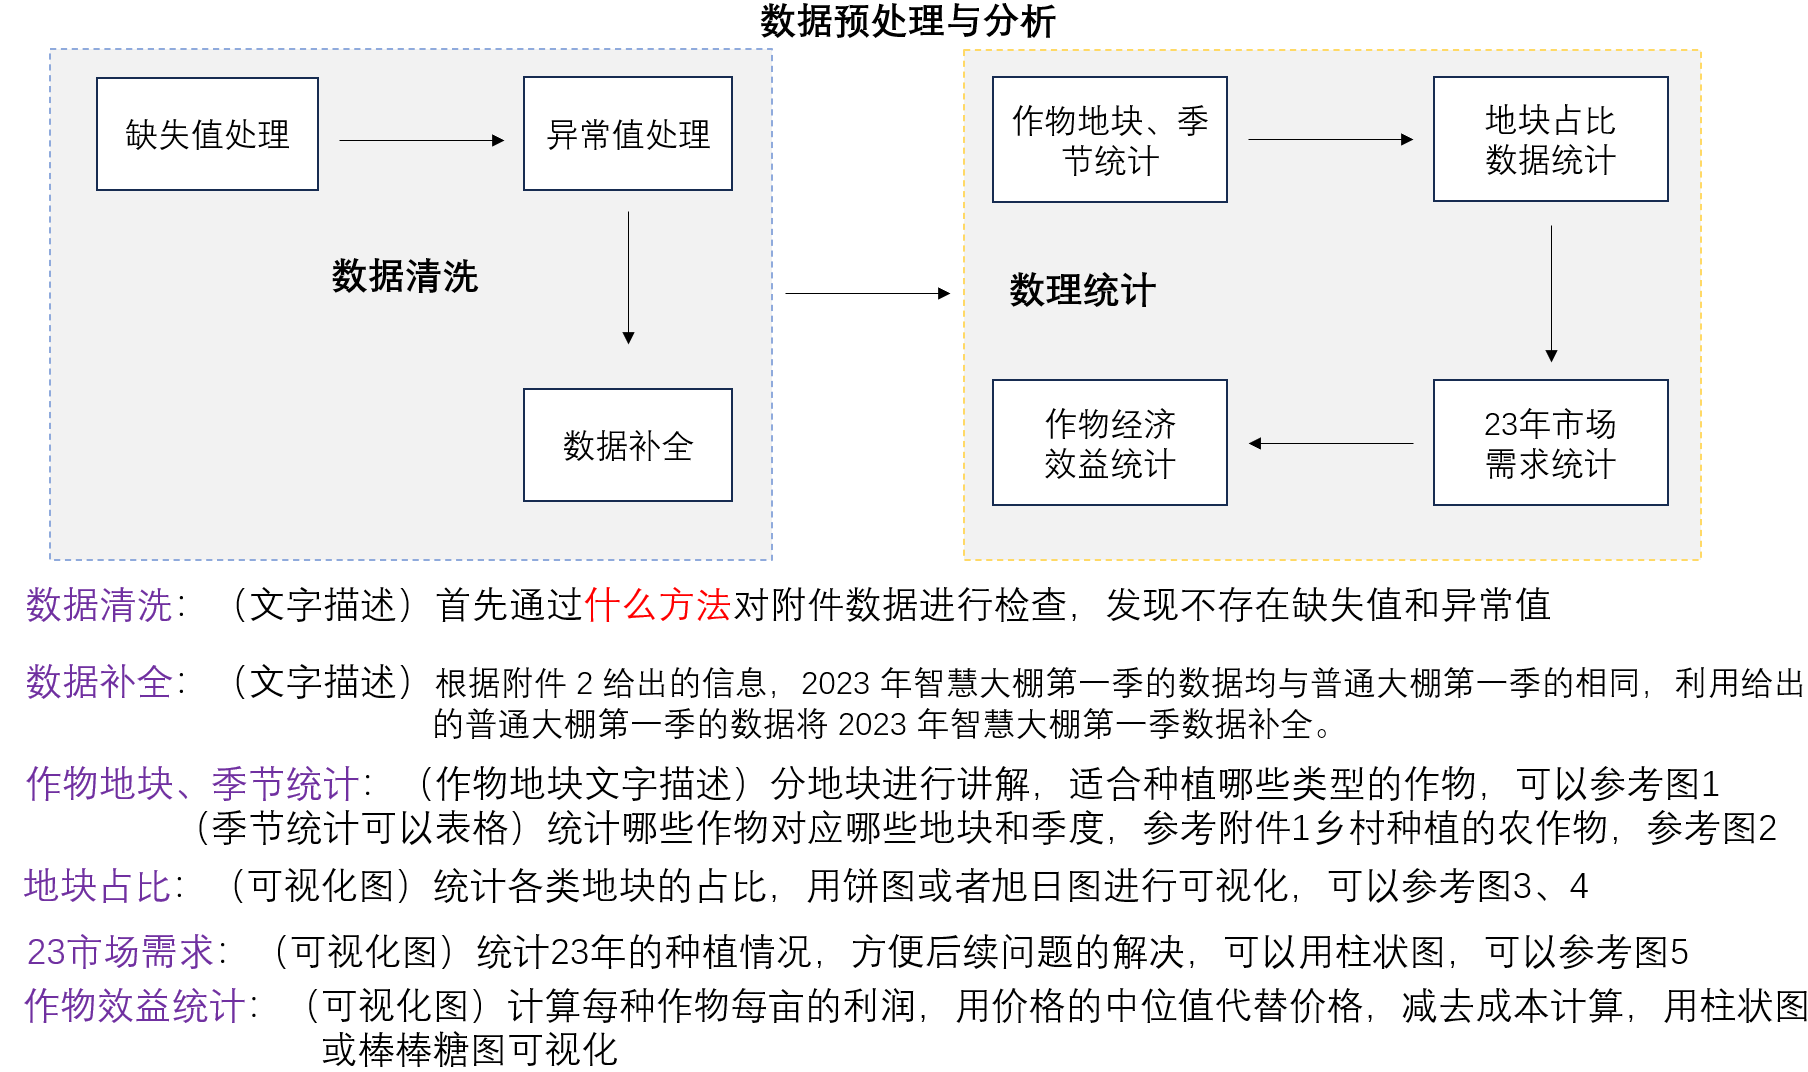 数据预处理与分析
缺失值处理
异常值处理
数据清洗
数据补全
作物地块、季
节统计
地块占比
数据统计
数理统计
作物经济
效益统计
23年市场
需求统计
数据清洗：（文字描述）首先通过什么方法对附件数据进行检查，发现不存在缺失值和异常值
数据补全：（文字描述）根据附件 2 给出的信息，2023 年智慧大棚第一季的数据均与普通大棚第一季的相同，利用给出
的普通大棚第一季的数据将 2023 年智慧大棚第一季数据补全。
作物地块、季节统计：（作物地块文字描述）分地块进行讲解，适合种植哪些类型的作物，可以参考图1
（季节统计可以表格）统计哪些作物对应哪些地块和季度，参考附件1乡村种植的农作物，参考图2
地块占比：（可视化图）统计各类地块的占比，用饼图或者旭日图进行可视化，可以参考图3、4
23市场需求：（可视化图）统计23年的种植情况，方便后续问题的解决，可以用柱状图，可以参考图5
作物效益统计：（可视化图）计算每种作物每亩的利润，用价格的中位值代替价格，减去成本计算，用柱状图
或棒棒糖图可视化